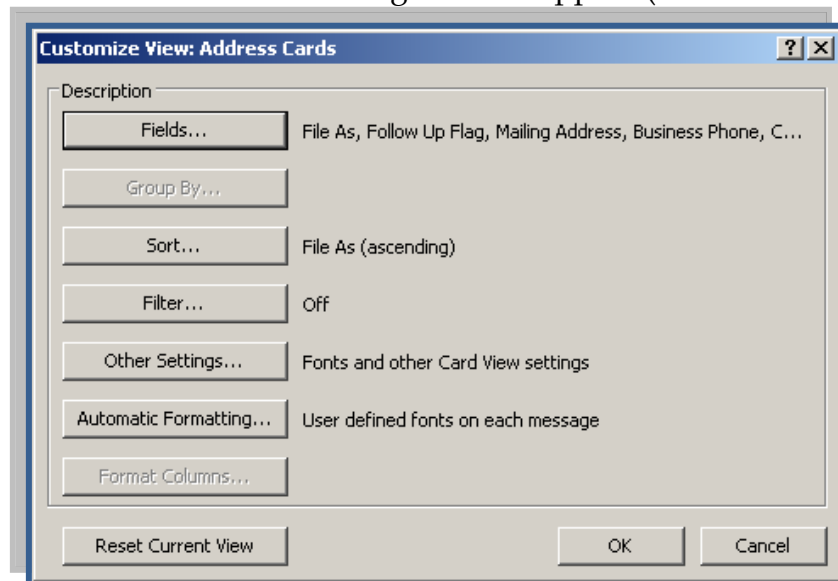 Customize View: Address Cards
Description
Fields... File As, Follow Up Flag, Mailing Address, Business Phone, C...
Group By...
Sort... File As (ascending)
Filter... Off
Other Settings... Fonts and other Card View settings
Automatic Formatting... User defined fonts on each message
Format Columns...
Reset Current View OK Cancel